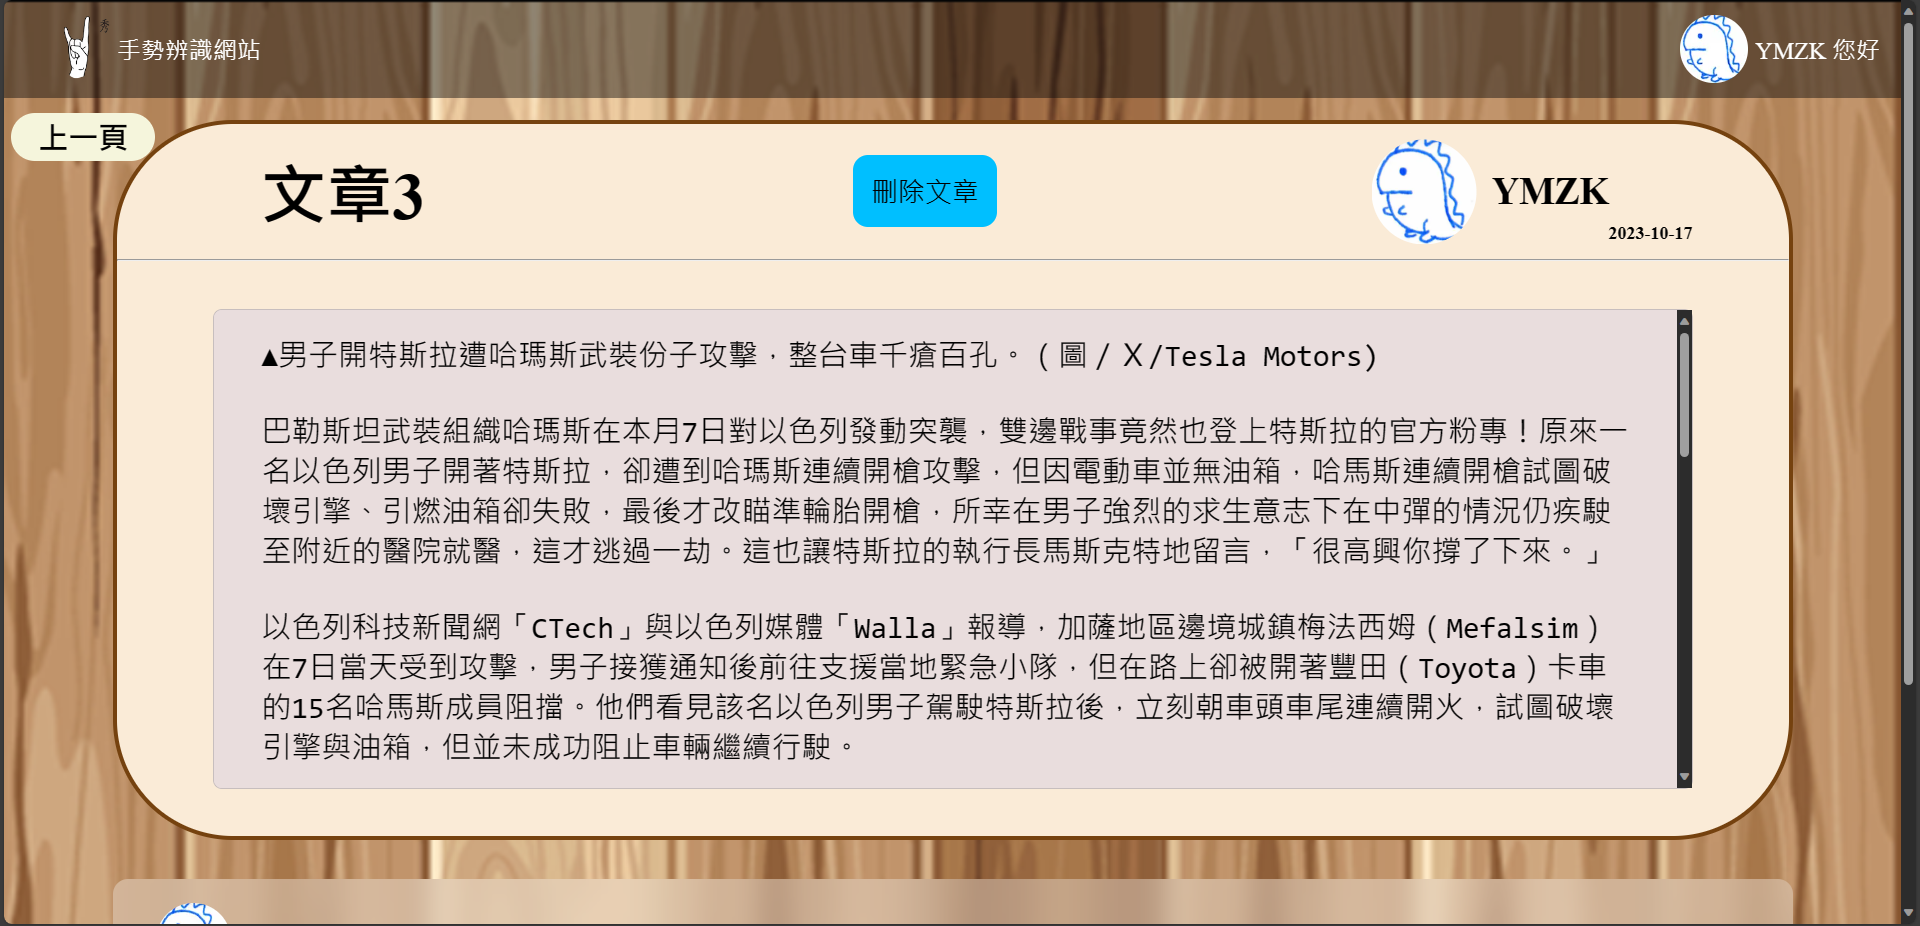 秀
手勢辨識網站
YMZK 您好
上一頁
文章3
刪除文章
YMZK
2023-10-17
▲男子開特斯拉遭哈瑪斯武裝份子攻擊，整台車千瘡百孔。（圖／Ｘ/Tesla Motors)
巴勒斯坦武裝組織哈瑪斯在本月7日對以色列發動突襲，雙邊戰事竟然也登上特斯拉的官方粉專！原來一
名以色列男子開著特斯拉，卻遭到哈瑪斯連續開槍攻擊，但因電動車並無油箱，哈馬斯連續開槍試圖破
壞引擎、引燃油箱卻失敗，最後才改瞄準輪胎開槍，所幸在男子強烈的求生意志下在中彈的情況仍疾駛
至附近的醫院就醫，這才逃過一劫。這也讓特斯拉的執行長馬斯克特地留言，「很高興你撐了下來。」
以色列科技新聞網「CTech」與以色列媒體「Walla」報導，加薩地區邊境城鎮梅法西姆（Mefalsim）
在7日當天受到攻擊，男子接獲通知後前往支援當地緊急小隊，但在路上卻被開著豐田（Toyota）卡車
的15名哈馬斯成員阻擋。他們看見該名以色列男子駕駛特斯拉後，立刻朝車頭車尾連續開火，試圖破壞
引擎與油箱，但並未成功阻止車輛繼續行駛。